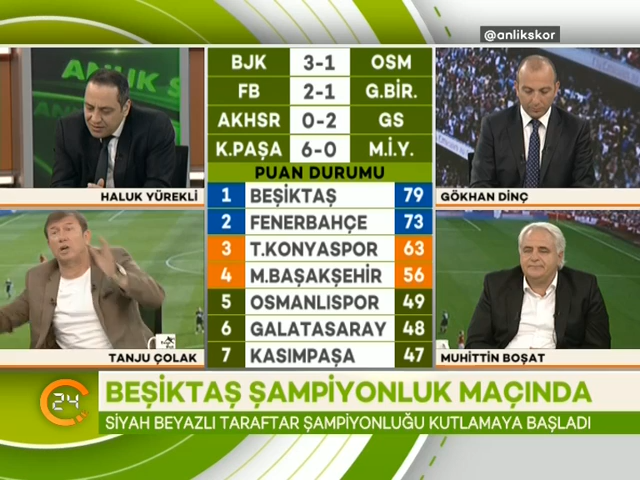 @anlikskor
BJK 3-1 OSM
FB 2-1 G.BİR.
AKHSR 0-2 GS
K.PAŞA 6-0 M.İ.Y.
PUAN DURUMU
1 BEŞİKTAŞ 79
2 FENERBAHÇE 73
3 T.KONYASPOR 63
4 M.BAŞAKŞEHİR 56
5 OSMANLISPOR 49
6 GALATASARAY 48
7 KASIMPAŞA 47
ANLIK S
HALUK YÜREKLİ
GÖKHAN DİNÇ
TANJU ÇOLAK
MUHİTTİN BOŞAT
24
BEŞİKTAŞ ŞAMPİYONLUK MAÇINDA
SİYAH BEYAZLI TARAFTAR ŞAMPİYONLUĞU KUTLAMAYA BAŞLADI